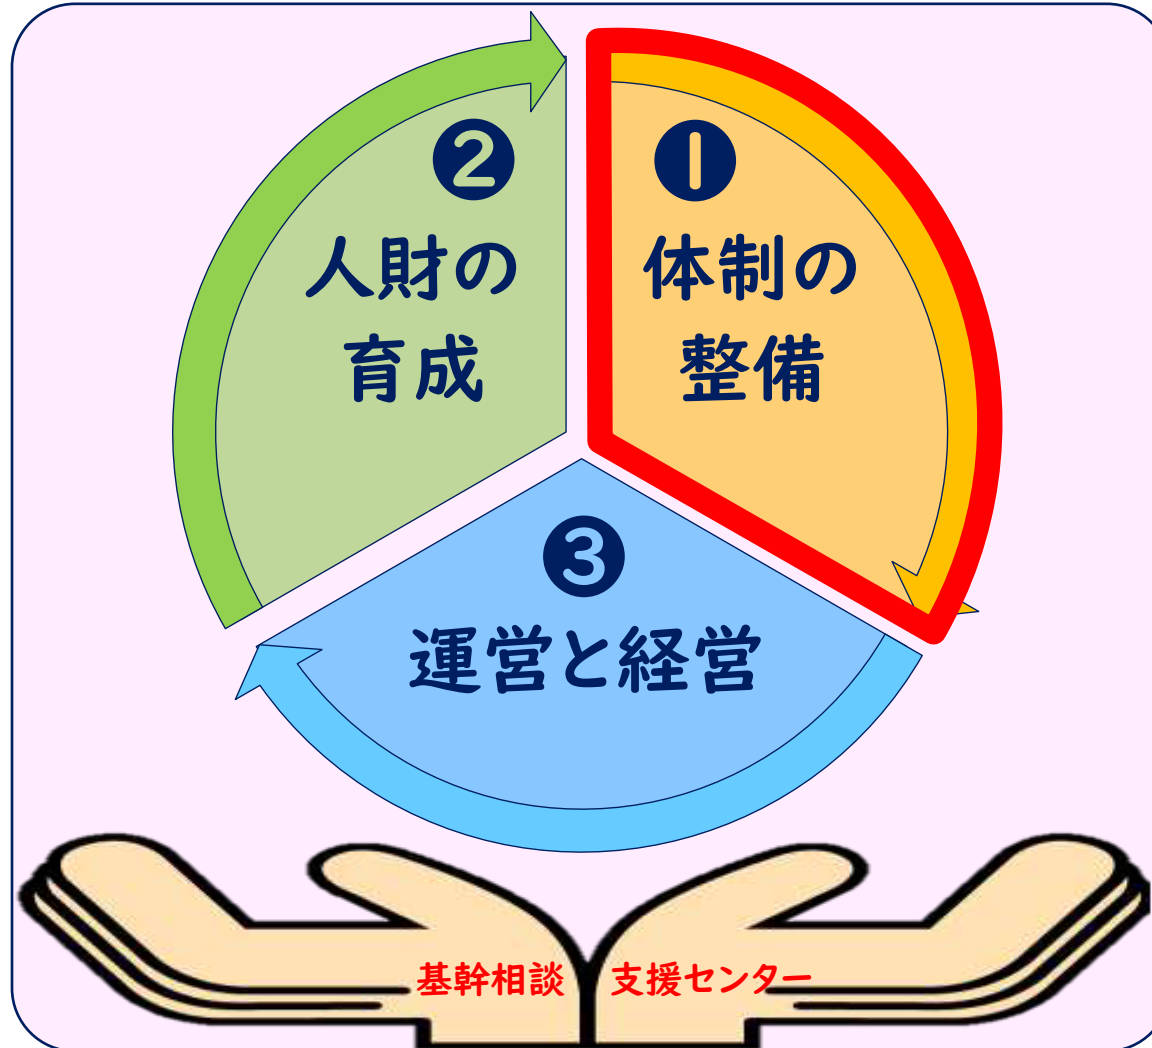 ❶
体制の
整備
❷
人財の
育成
❸
運営と経営
基幹相談 支援センター